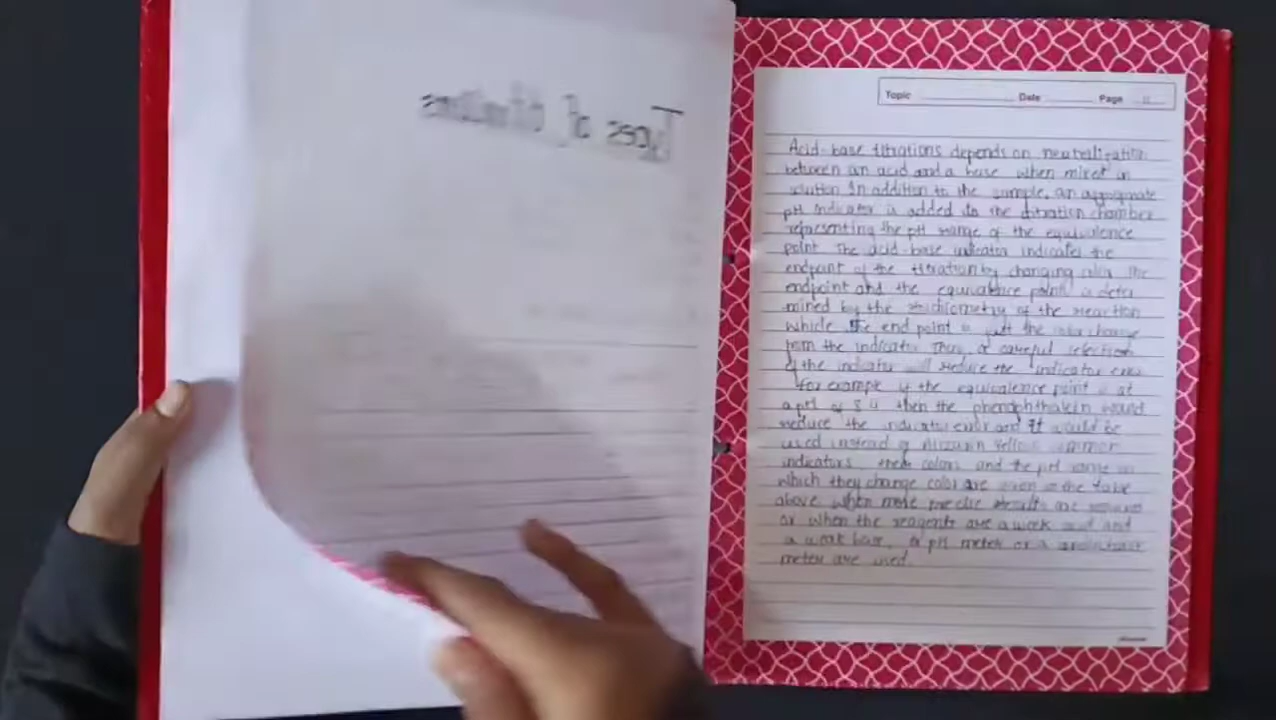 Types of titrations
Topic Date Page
Acid-base titrations depends on neutralization
between an acid and a base when mixed in
solution In addition to the sample, an appropriate
pH indicator is added to the titration chamber
representing the pH range of the equivalence
point The acid base indicator indicates the
endpoint of the titration by changing color The
endpoint and the equivalence point is deter
mined by the stoichiometry of the reaction
while the end point is just the color change
from the indicator Thus, a careful selection
of the indicator will reduce the indicator error
For example if the equivalence point is at
a pH of 8.4 then the phenolphthalein would
reduce the indicator error and it would be
used instead of Alizarin Yellow common
indicators their colors and the pH range in
which they change color are given in the table
above when more precise results are required
or when the reagents are a weak acid and
a weak base, a pH meter or a conductance
meter are used.